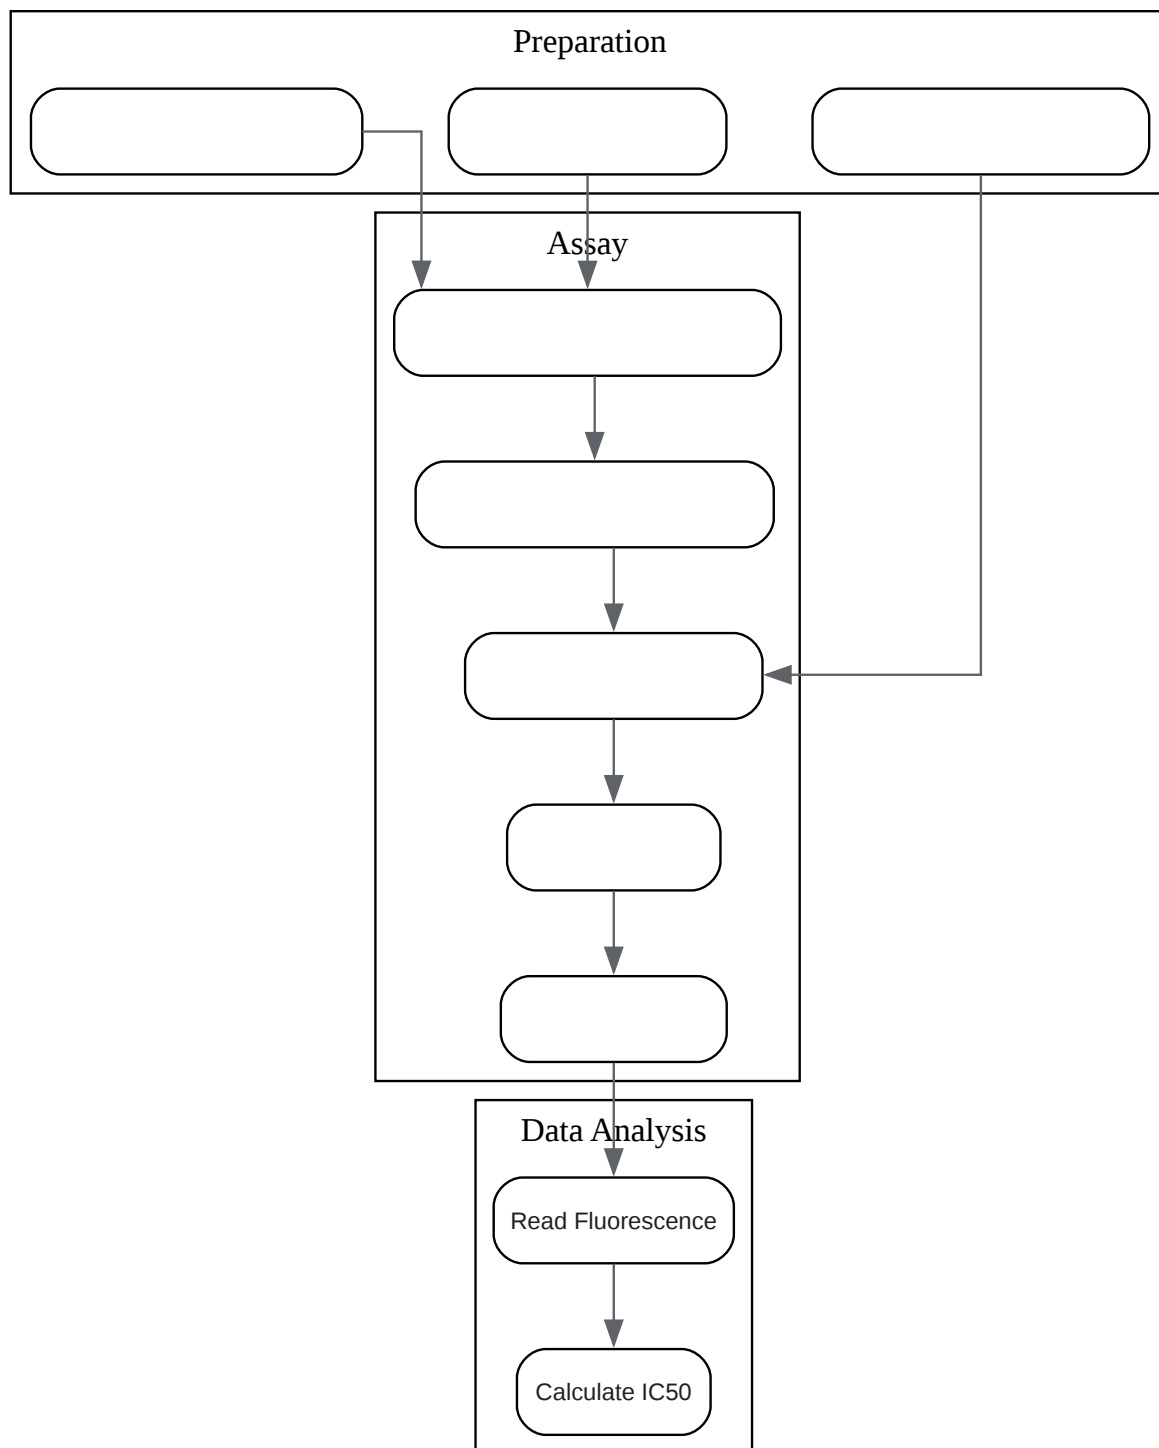 Preparation
Assay
Data Analysis
Read Fluorescence
Calculate IC50